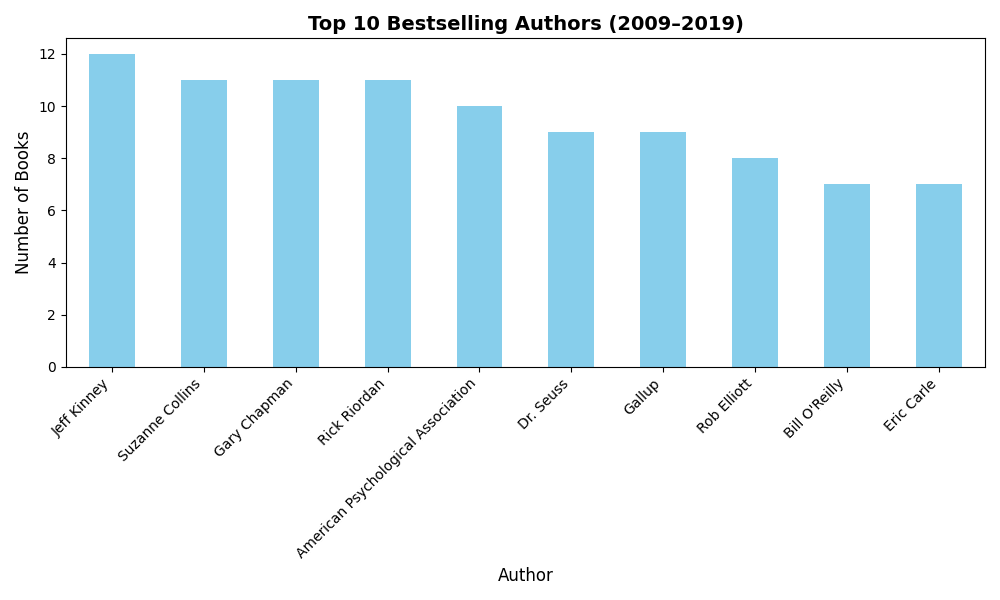 Top 10 Bestselling Authors (2009–2019)
Number of Books
12
10
8
6
4
2
0
Jeff Kinney
Suzanne Collins
Gary Chapman
Rick Riordan
American Psychological Association
Dr. Seuss
Gallup
Rob Elliott
Bill O'Reilly
Eric Carle
Author